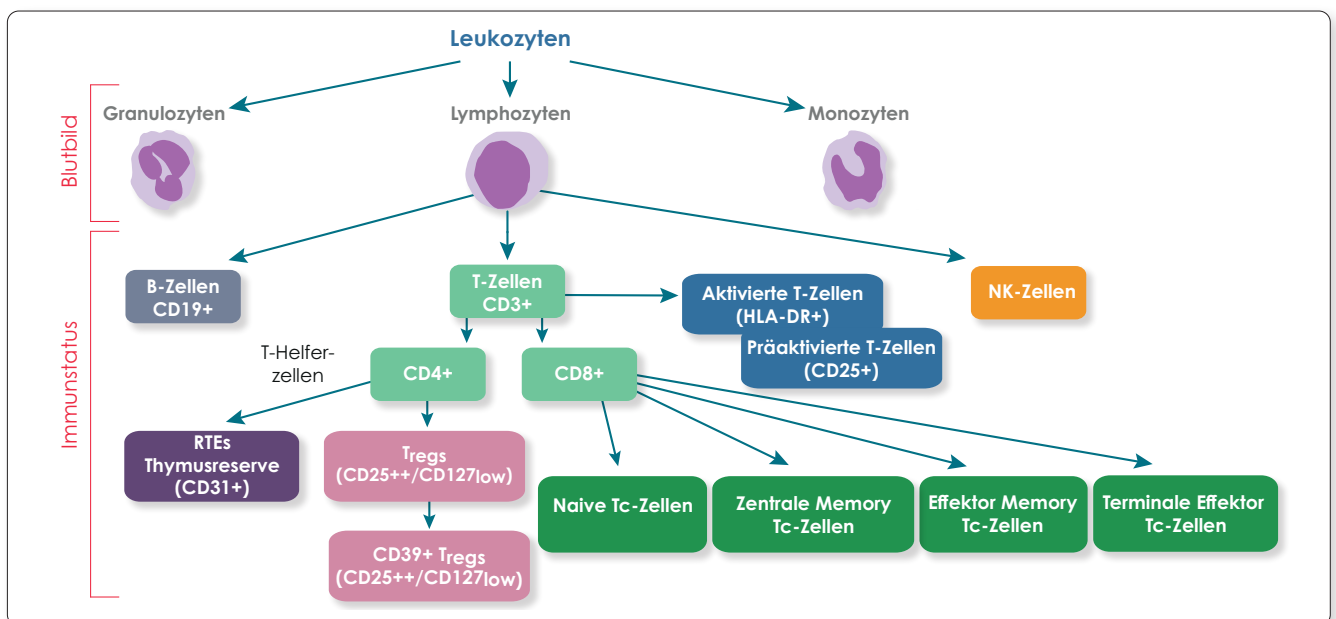 Leukozyten
Granulozyten
Lymphozyten
Monozyten
Blutbild
B-Zellen
CD19+
T-Zellen
CD3+
Aktivierte T-Zellen
(HLA-DR+)
Präaktivierte T-Zellen
(CD25+)
NK-Zellen
Immunstatus
T-Helfer-
zellen
CD4+
CD8+
RTEs
Thymusreserve
(CD31+)
Tregs
(CD25++/CD127low)
CD39+ Tregs
(CD25++/CD127low)
Naive Tc-Zellen
Zentrale Memory
Tc-Zellen
Effektor Memory
Tc-Zellen
Terminale Effektor
Tc-Zellen